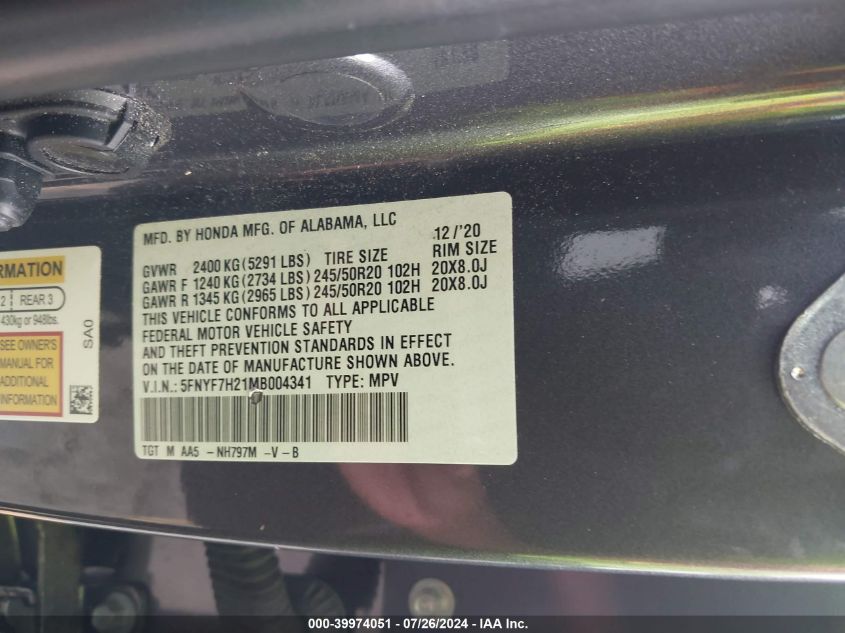 MFD. BY HONDA MFG. OF ALABAMA, LLC 12/'20
GVWR 2400 KG (5291 LBS) TIRE SIZE RIM SIZE
GAWR F 1240 KG (2734 LBS) 245/50R20 102H 20X8.0J
GAWR R 1345 KG (2965 LBS) 245/50R20 102H 20X8.0J
THIS VEHICLE CONFORMS TO ALL APPLICABLE
FEDERAL MOTOR VEHICLE SAFETY
AND THEFT PREVENTION STANDARDS IN EFFECT
ON THE DATE OF MANUFACTURE SHOWN ABOVE.
V.I.N.: 5FNYF7H21MB004341 TYPE: MPV
TGT M AA5 - NH797M -V - B
RMATION
2 REAR 3
430kg or 948lbs.
SEE OWNER'S
MANUAL FOR
ADDITIONAL
INFORMATION
SA0
000-39974051 - 07/26/2024 - IAA Inc.